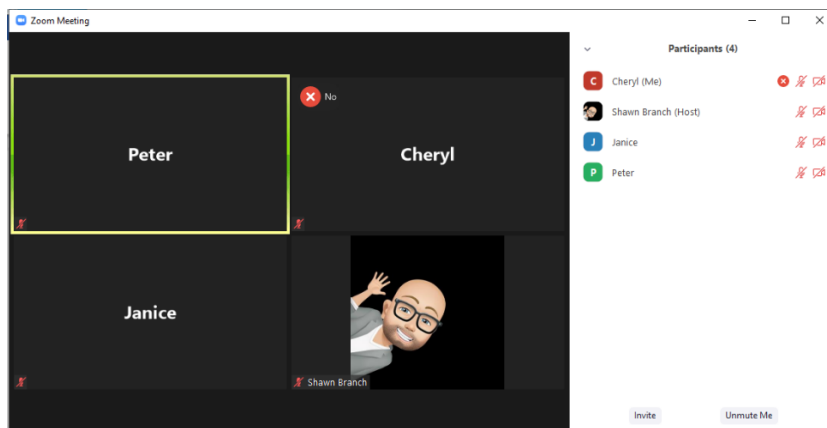 Zoom Meeting
Peter
No
Cheryl
Janice
Shawn Branch
Participants (4)
C Cheryl (Me)
Shawn Branch (Host)
J Janice
P Peter
Invite Unmute Me